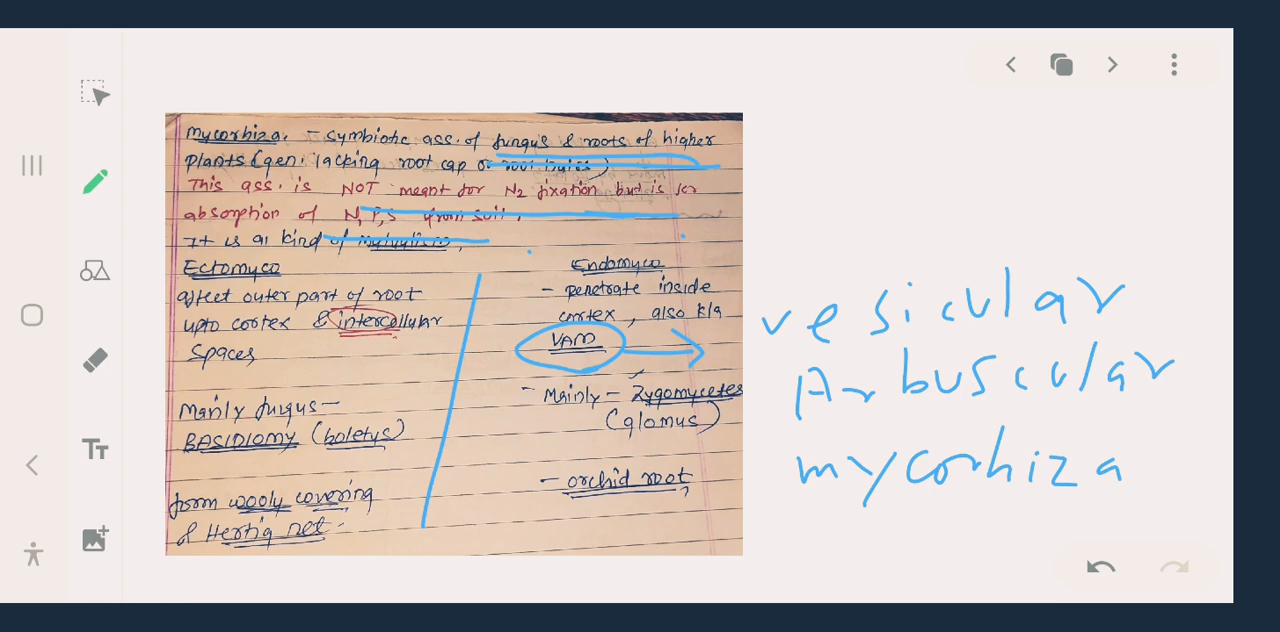 mycorhiza. - symbiotic ass. of fungus & roots of higher
plants (gen. lacking root cap or root hairs)
This ass. is NOT meant for N2 fixation but is for
absorption of N,P,S from soil.
It is a kind of mutualism,
Ectomyco
affect outer part of root
upto cortex & intercellular
spaces
Mainly fungus -
BASIDIOMY (boletus)
form wooly covering
of Hertig net.
Endomyco
- penetrate inside
cortex, also k/a
VAM
- Mainly - Zygomycetes
(glomus)
- orchid root,
vesicular
Arbuscular
mycorhiza
Tт